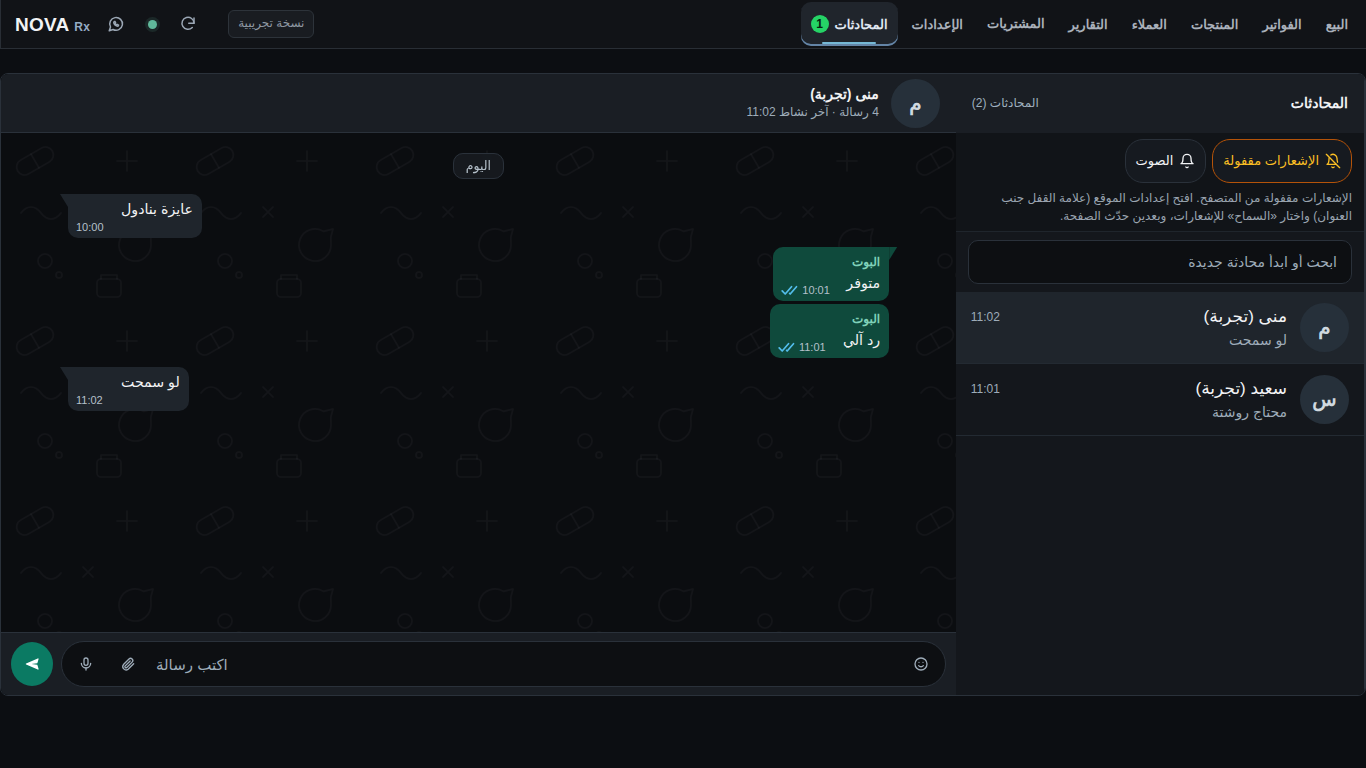 البيع
الفواتير
المنتجات
العملاء
التقارير
المشتريات
الإعدادات
المحادثات 1
نسخة تجريبية
NOVA Rx
المحادثات
المحادثات (2)
الإشعارات مقفولة
الصوت
الإشعارات مقفولة من المتصفح. افتح إعدادات الموقع (علامة القفل جنب
العنوان) واختار «السماح» للإشعارات، وبعدين حدّث الصفحة.
ابحث أو ابدأ محادثة جديدة
م
منى (تجربة)
11:02
لو سمحت
س
سعيد (تجربة)
11:01
محتاج روشتة
م
منى (تجربة)
4 رسالة · آخر نشاط 11:02
اليوم
عايزة بنادول
10:00
البوت
متوفر
10:01
البوت
رد آلي
11:01
لو سمحت
11:02
اكتب رسالة